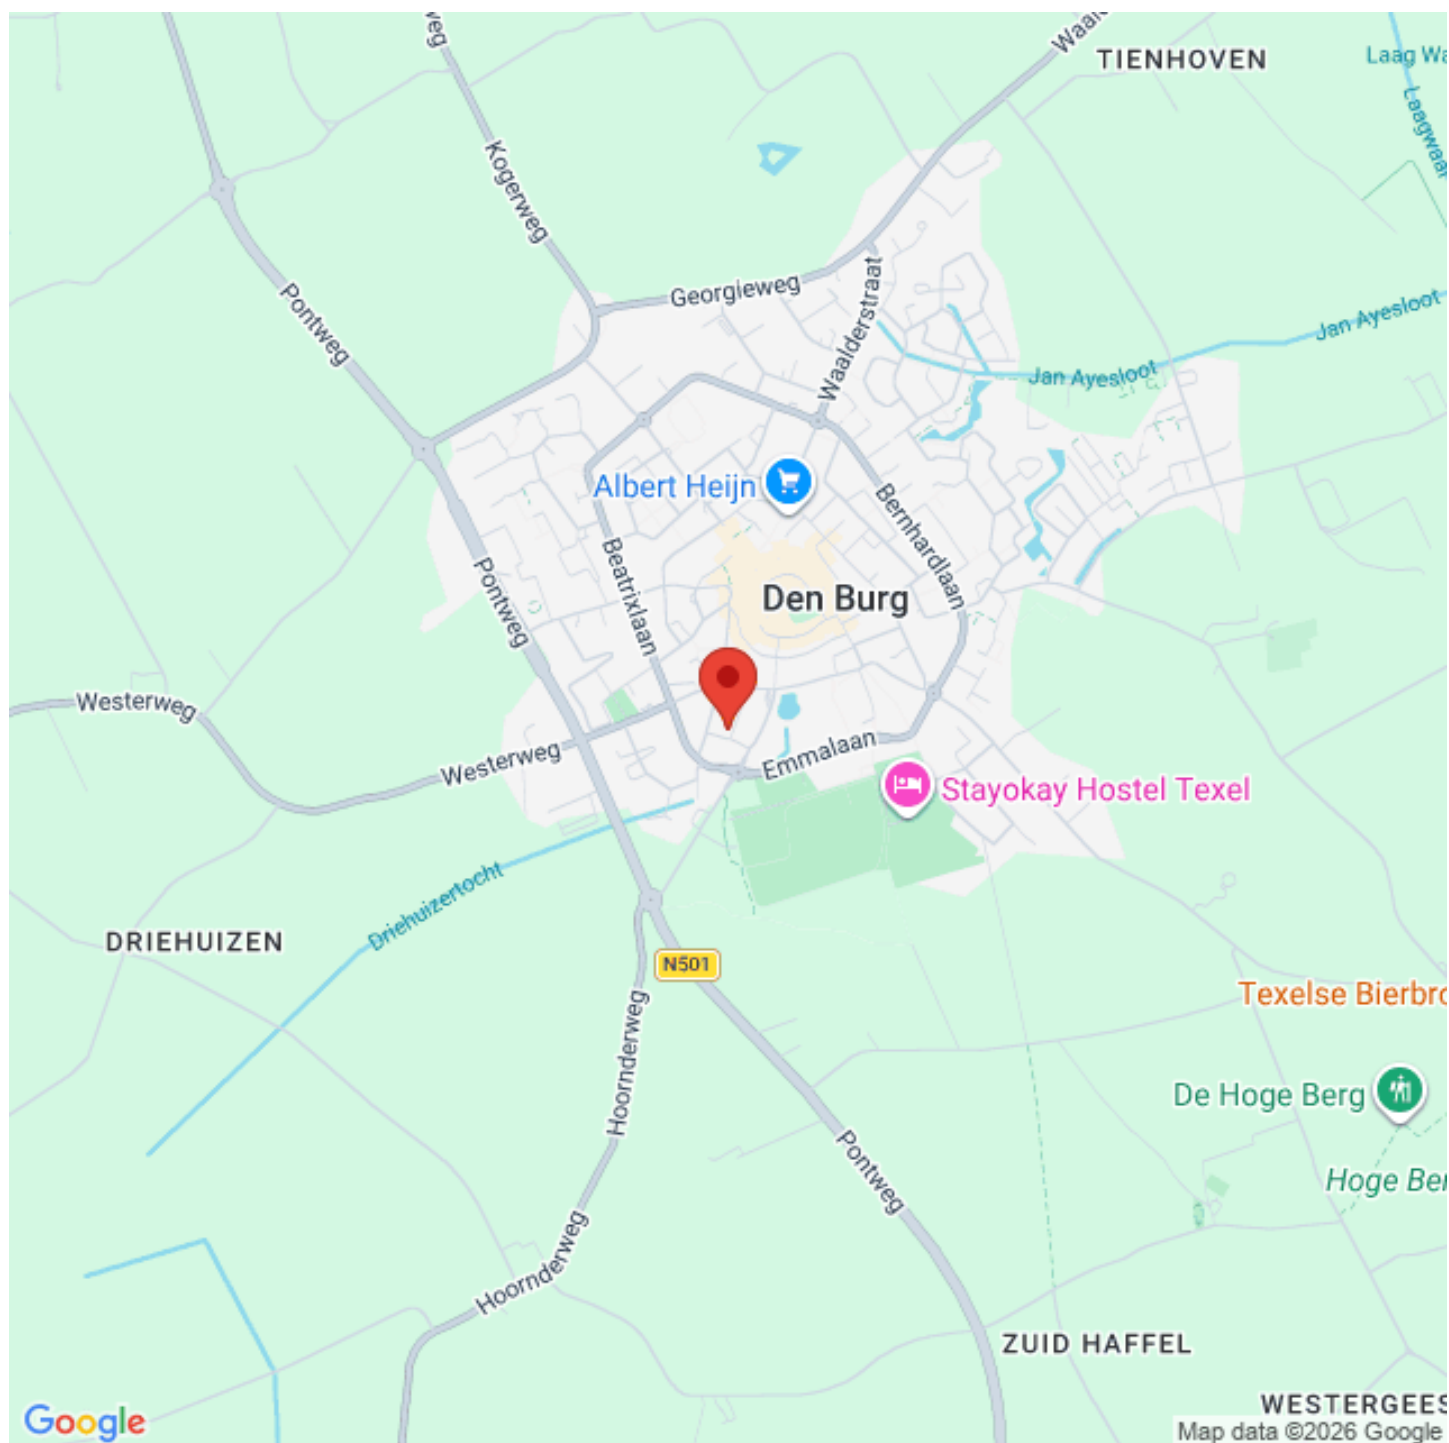 weg
Waal
TIENHOVEN
Laag Wa
Laagwaal
Kogerweg
Georgieweg
Waalderstraat
Pontweg
Jan Ayesloot
Jan Ayesloot
Albert Heijn
Bernhardlaan
Beatrixlaan
Pontweg
Den Burg
Westerweg
Westerweg
Emmalaan
Stayokay Hostel Texel
Driehuizertocht
DRIEHUIZEN
N501
Texelse Bierbro
Hoornderweg
De Hoge Berg
Pontweg
Hoge Ber
Hoornderweg
ZUID HAFFEL
WESTERGEES
Google
Map data ©2026 Google